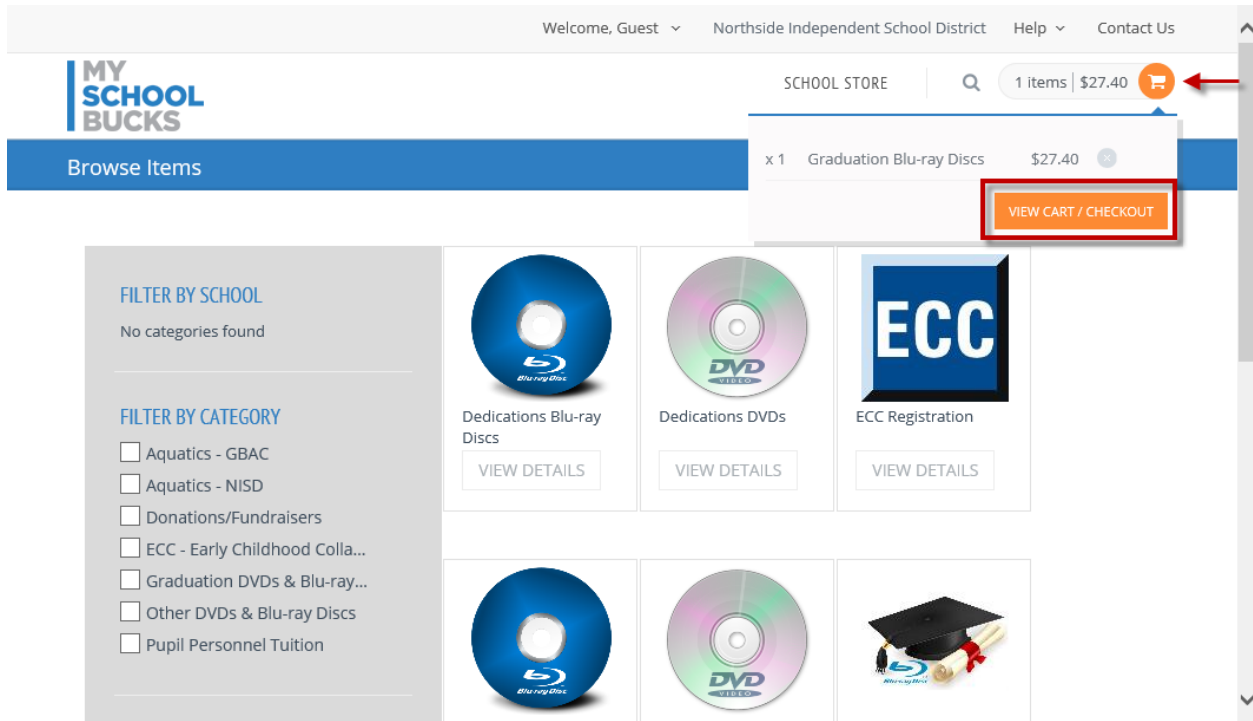 Welcome, Guest Northside Independent School District Help Contact Us
MY
SCHOOL
BUCKS
SCHOOL STORE 1 items $27.40
Browse Items
x 1 Graduation Blu-ray Discs $27.40
VIEW CART / CHECKOUT
FILTER BY SCHOOL
No categories found
FILTER BY CATEGORY
Aquatics - GBAC
Aquatics - NISD
Donations/Fundraisers
ECC - Early Childhood Colla...
Graduation DVDs & Blu-ray...
Other DVDs & Blu-ray Discs
Pupil Personnel Tuition
Blu-ray Disc
Dedications Blu-ray
Discs
VIEW DETAILS
DVD
VIDEO
Dedications DVDs
VIEW DETAILS
ECC
ECC Registration
VIEW DETAILS
Blu-ray Disc
DVD
VIDEO
Blu-ray Disc